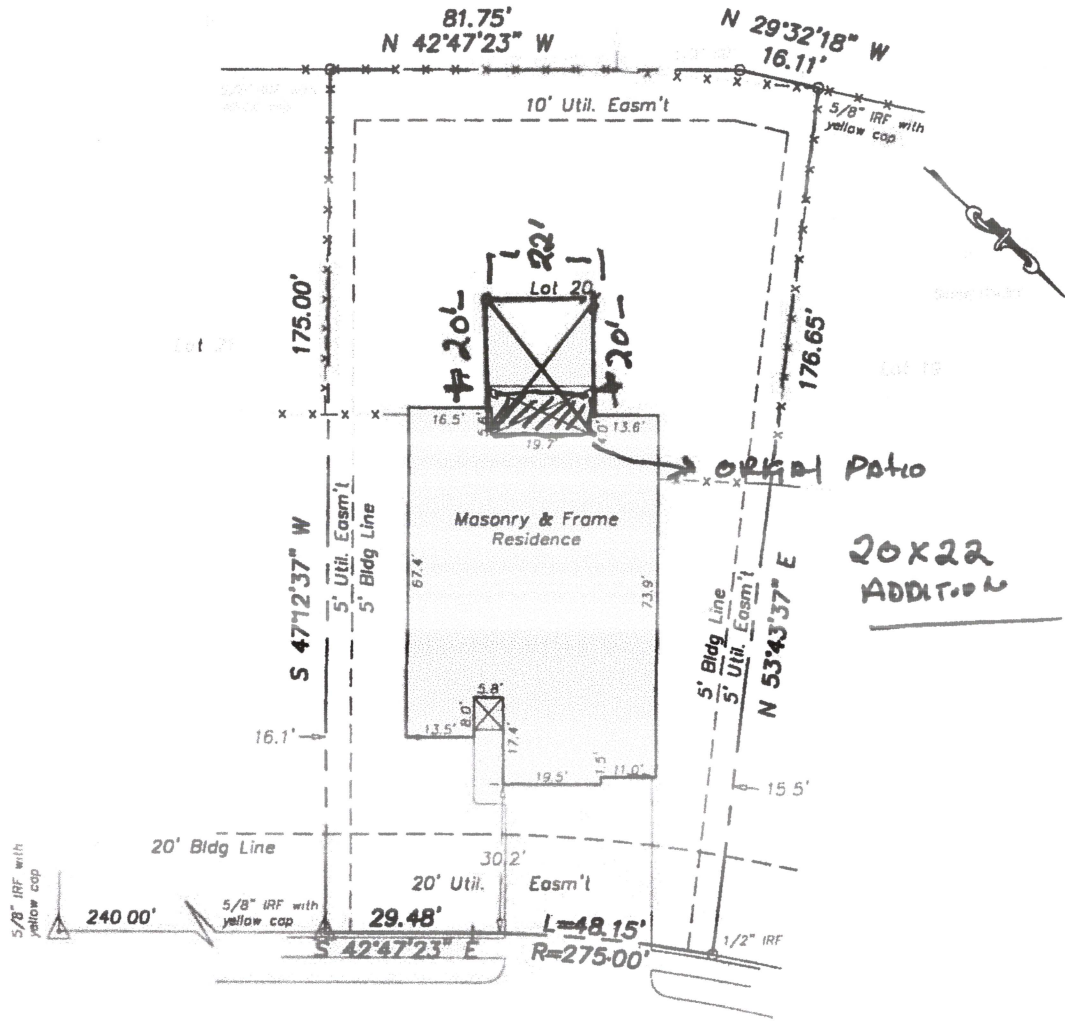 81.75'
N 42°47'23" W
N 29°32'18" W
16.11'
10' Util. Easm't
5/8" IRF with
yellow cap
22'
Lot 20
20'
20'
175.00'
176.65'
16.5'
5.6'
19.7'
4.0'
13.6'
Patio
Masonry & Frame
Residence
20x22
ADDITION
67.4'
73.9'
S 47°12'37" W
5' Util. Easm't
5' Bldg Line
5' Bldg Line
5' Util. Easm't
N 53°43'37" E
5.8'
8.0'
13.5'
17.4'
16.1'
19.5'
1.5'
11.0'
15.5'
20' Bldg Line
30.2'
20' Util. Easm't
5/8" IRF with
yellow cap
240.00'
5/8" IRF with
yellow cap
29.48'
S 42°47'23" E
L=48.15'
R=275.00'
1/2" IRF